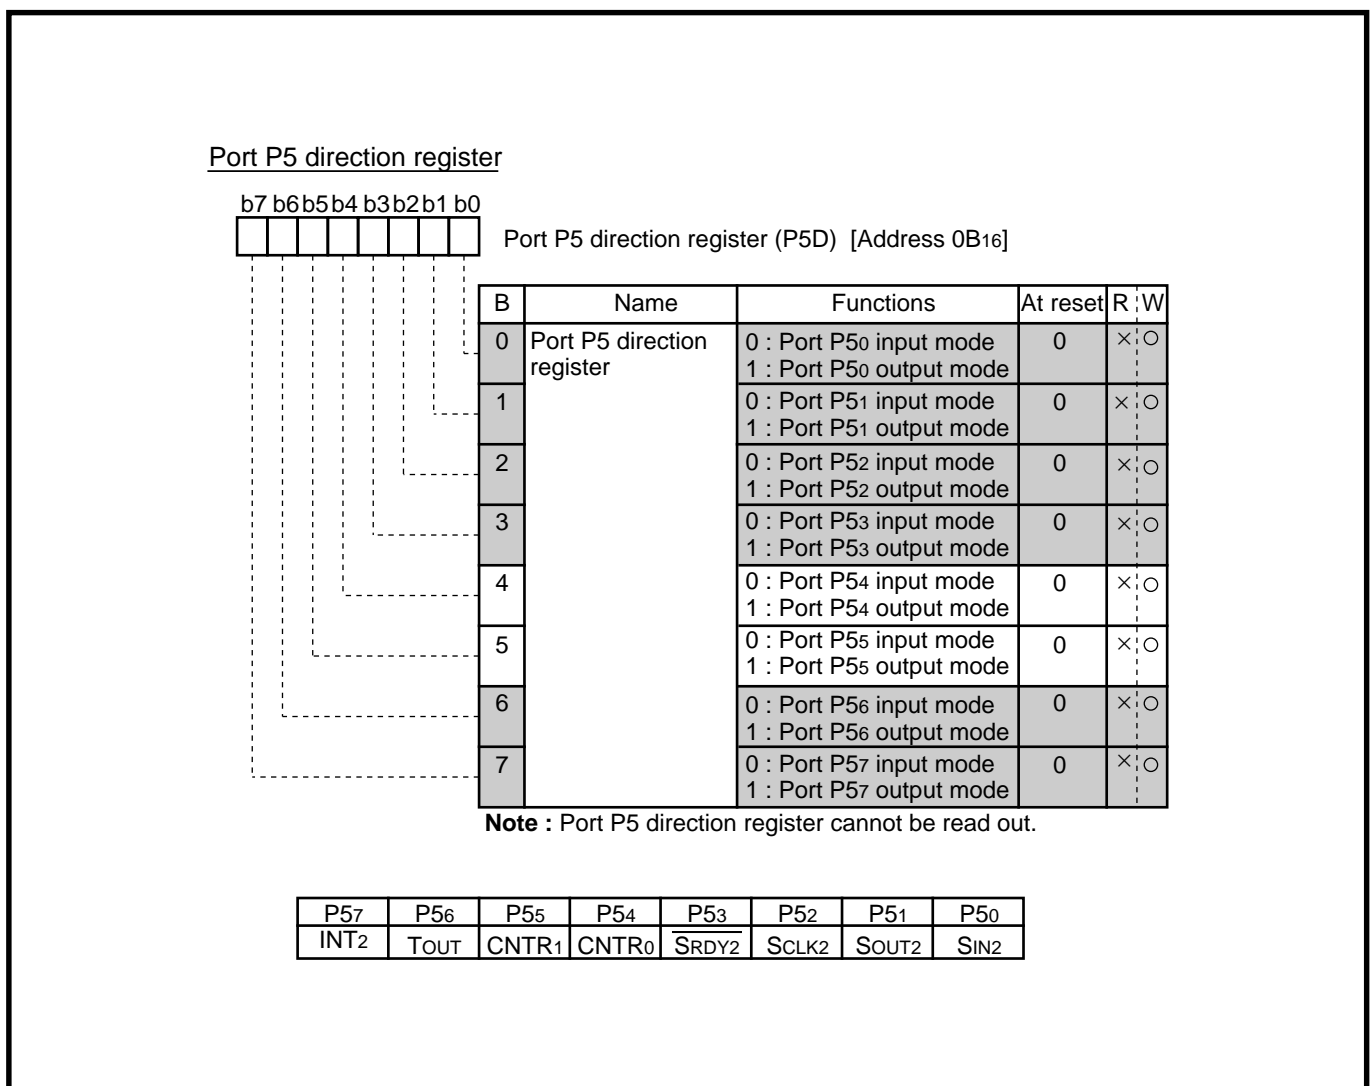 Port P5 direction register
b7 b6 b5 b4 b3 b2 b1 b0
Port P5 direction register (P5D) [Address 0B16]
B Name Functions At reset R W
0 Port P5 direction register 0 : Port P50 input mode 0 × ○
1 : Port P50 output mode
1 0 : Port P51 input mode 0 × ○
1 : Port P51 output mode
2 0 : Port P52 input mode 0 × ○
1 : Port P52 output mode
3 0 : Port P53 input mode 0 × ○
1 : Port P53 output mode
4 0 : Port P54 input mode 0 × ○
1 : Port P54 output mode
5 0 : Port P55 input mode 0 × ○
1 : Port P55 output mode
6 0 : Port P56 input mode 0 × ○
1 : Port P56 output mode
7 0 : Port P57 input mode 0 × ○
1 : Port P57 output mode
Note : Port P5 direction register cannot be read out.
P57 P56 P55 P54 P53 P52 P51 P50
INT2 TOUT CNTR1 CNTR0 SRDY2 SCLK2 SOUT2 SIN2